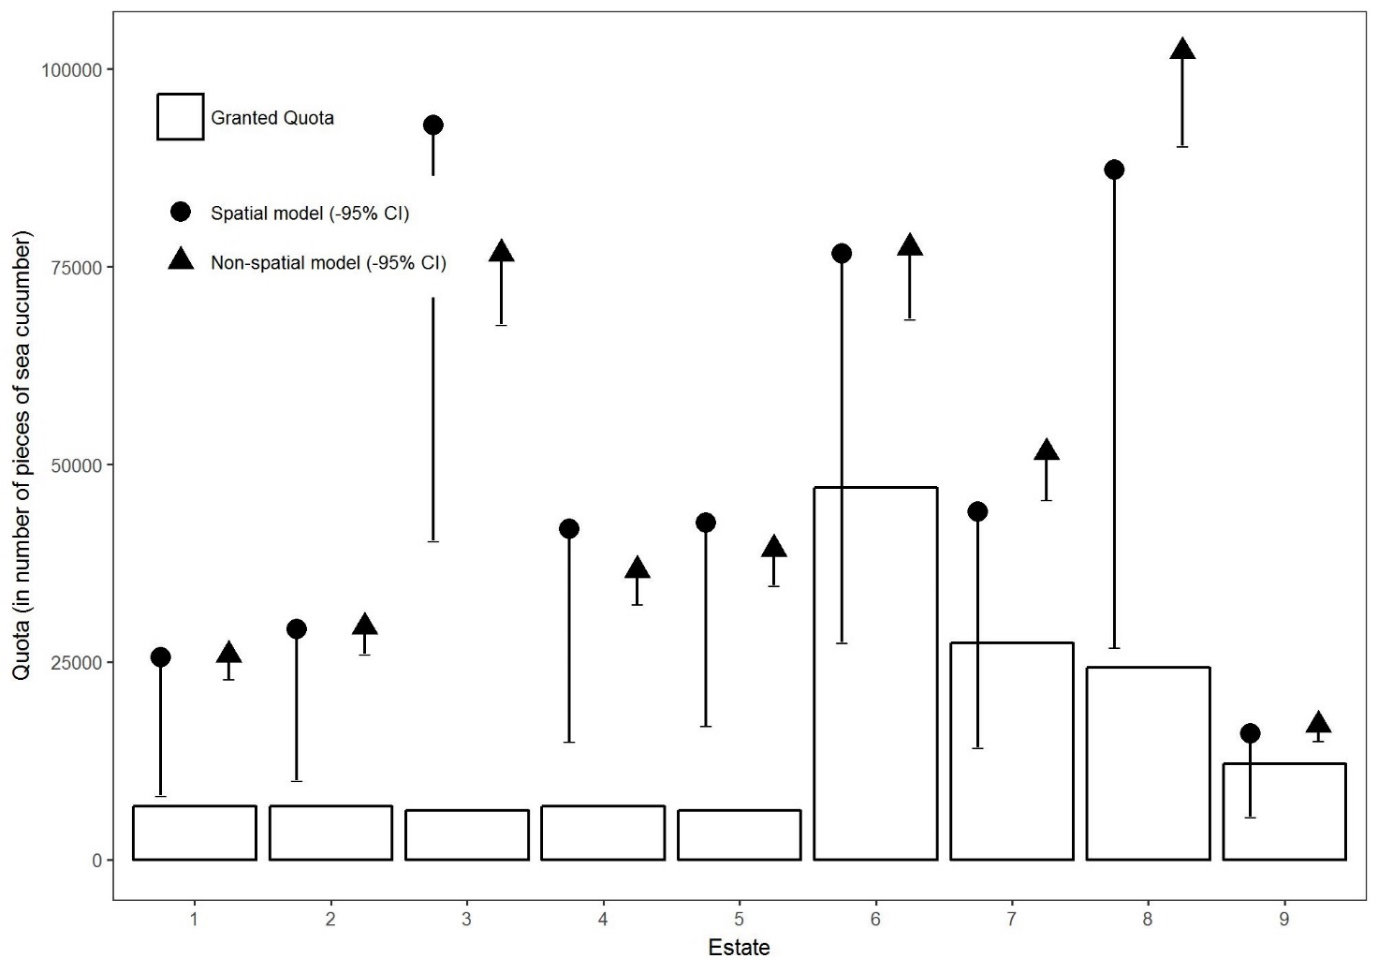 100000
75000
50000
25000
0
Quota (in number of pieces of sea cucumber)
Granted Quota
Spatial model (-95% CI)
Non-spatial model (-95% CI)
1 2 3 4 5 6 7 8 9
Estate